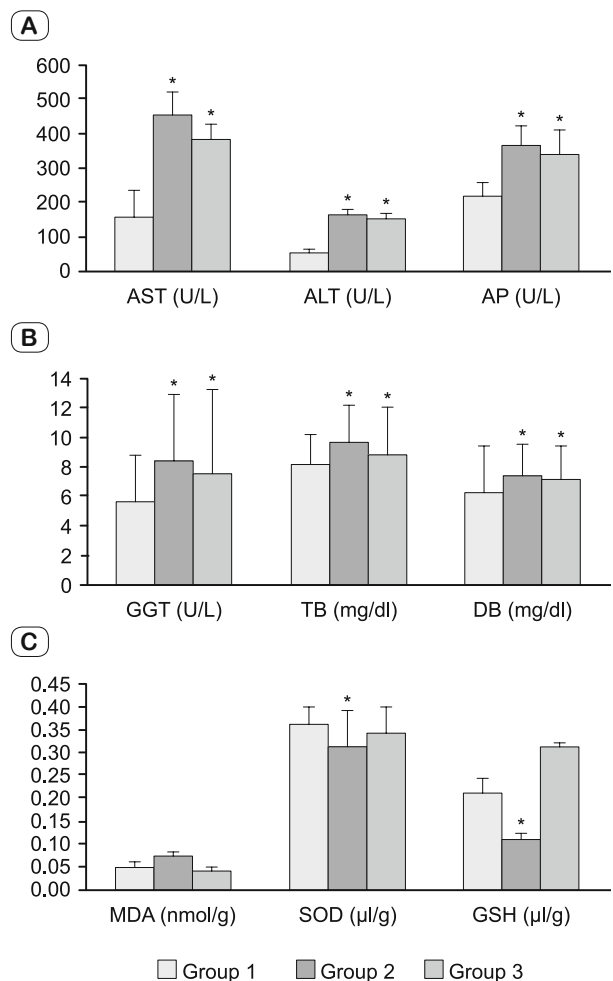 A
600
500
400
300
200
100
0
* * * * * *
AST (U/L) ALT (U/L) AP (U/L)
B
14
12
10
8
6
4
2
0
* * * * * *
GGT (U/L) TB (mg/dl) DB (mg/dl)
C
0.45
0.40
0.35
0.30
0.25
0.20
0.15
0.10
0.05
0.00
* *
MDA (nmol/g) SOD (µl/g) GSH (µl/g)
Group 1 Group 2 Group 3